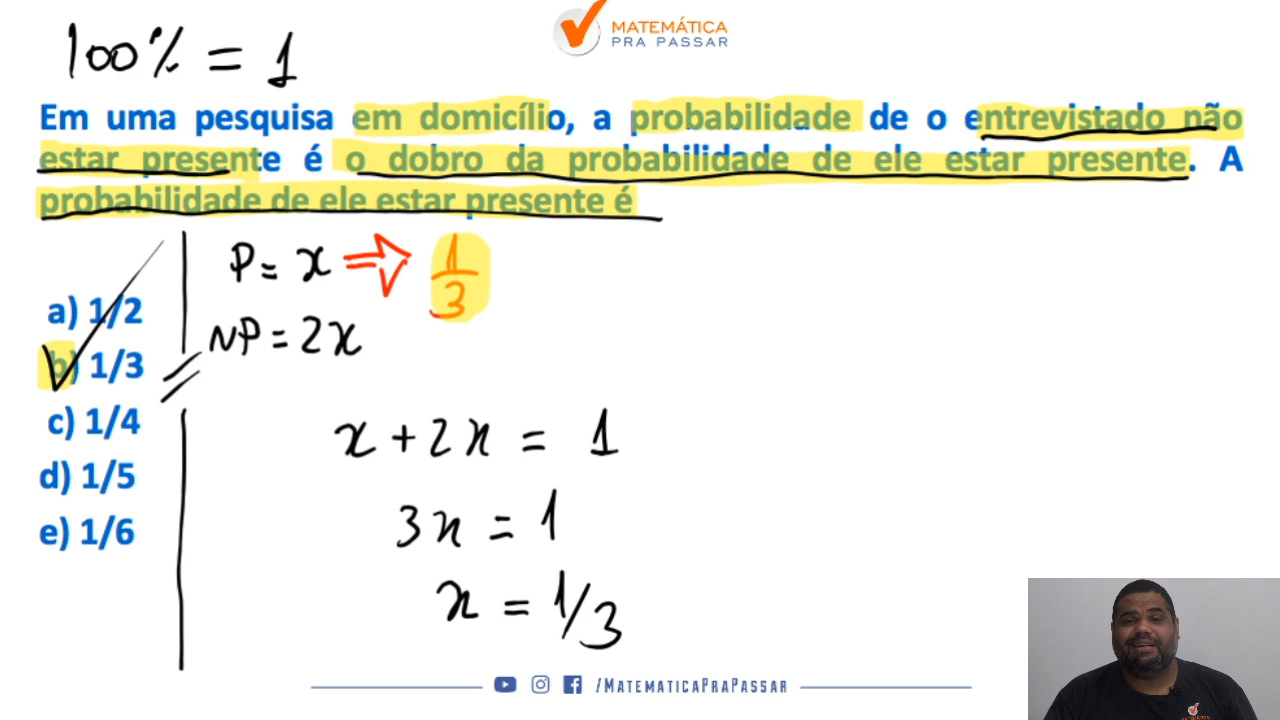 100% = 1
MATEMÁTICA
PRA PASSAR
Em uma pesquisa em domicílio, a probabilidade de o entrevistado não
estar presente é o dobro da probabilidade de ele estar presente. A
probabilidade de ele estar presente é
P = x ⇒ 1/3
NP = 2x
a) 1/2
b) 1/3
c) 1/4
d) 1/5
e) 1/6
x + 2x = 1
3x = 1
x = 1/3
/MATEMATICAPRAPASSAR